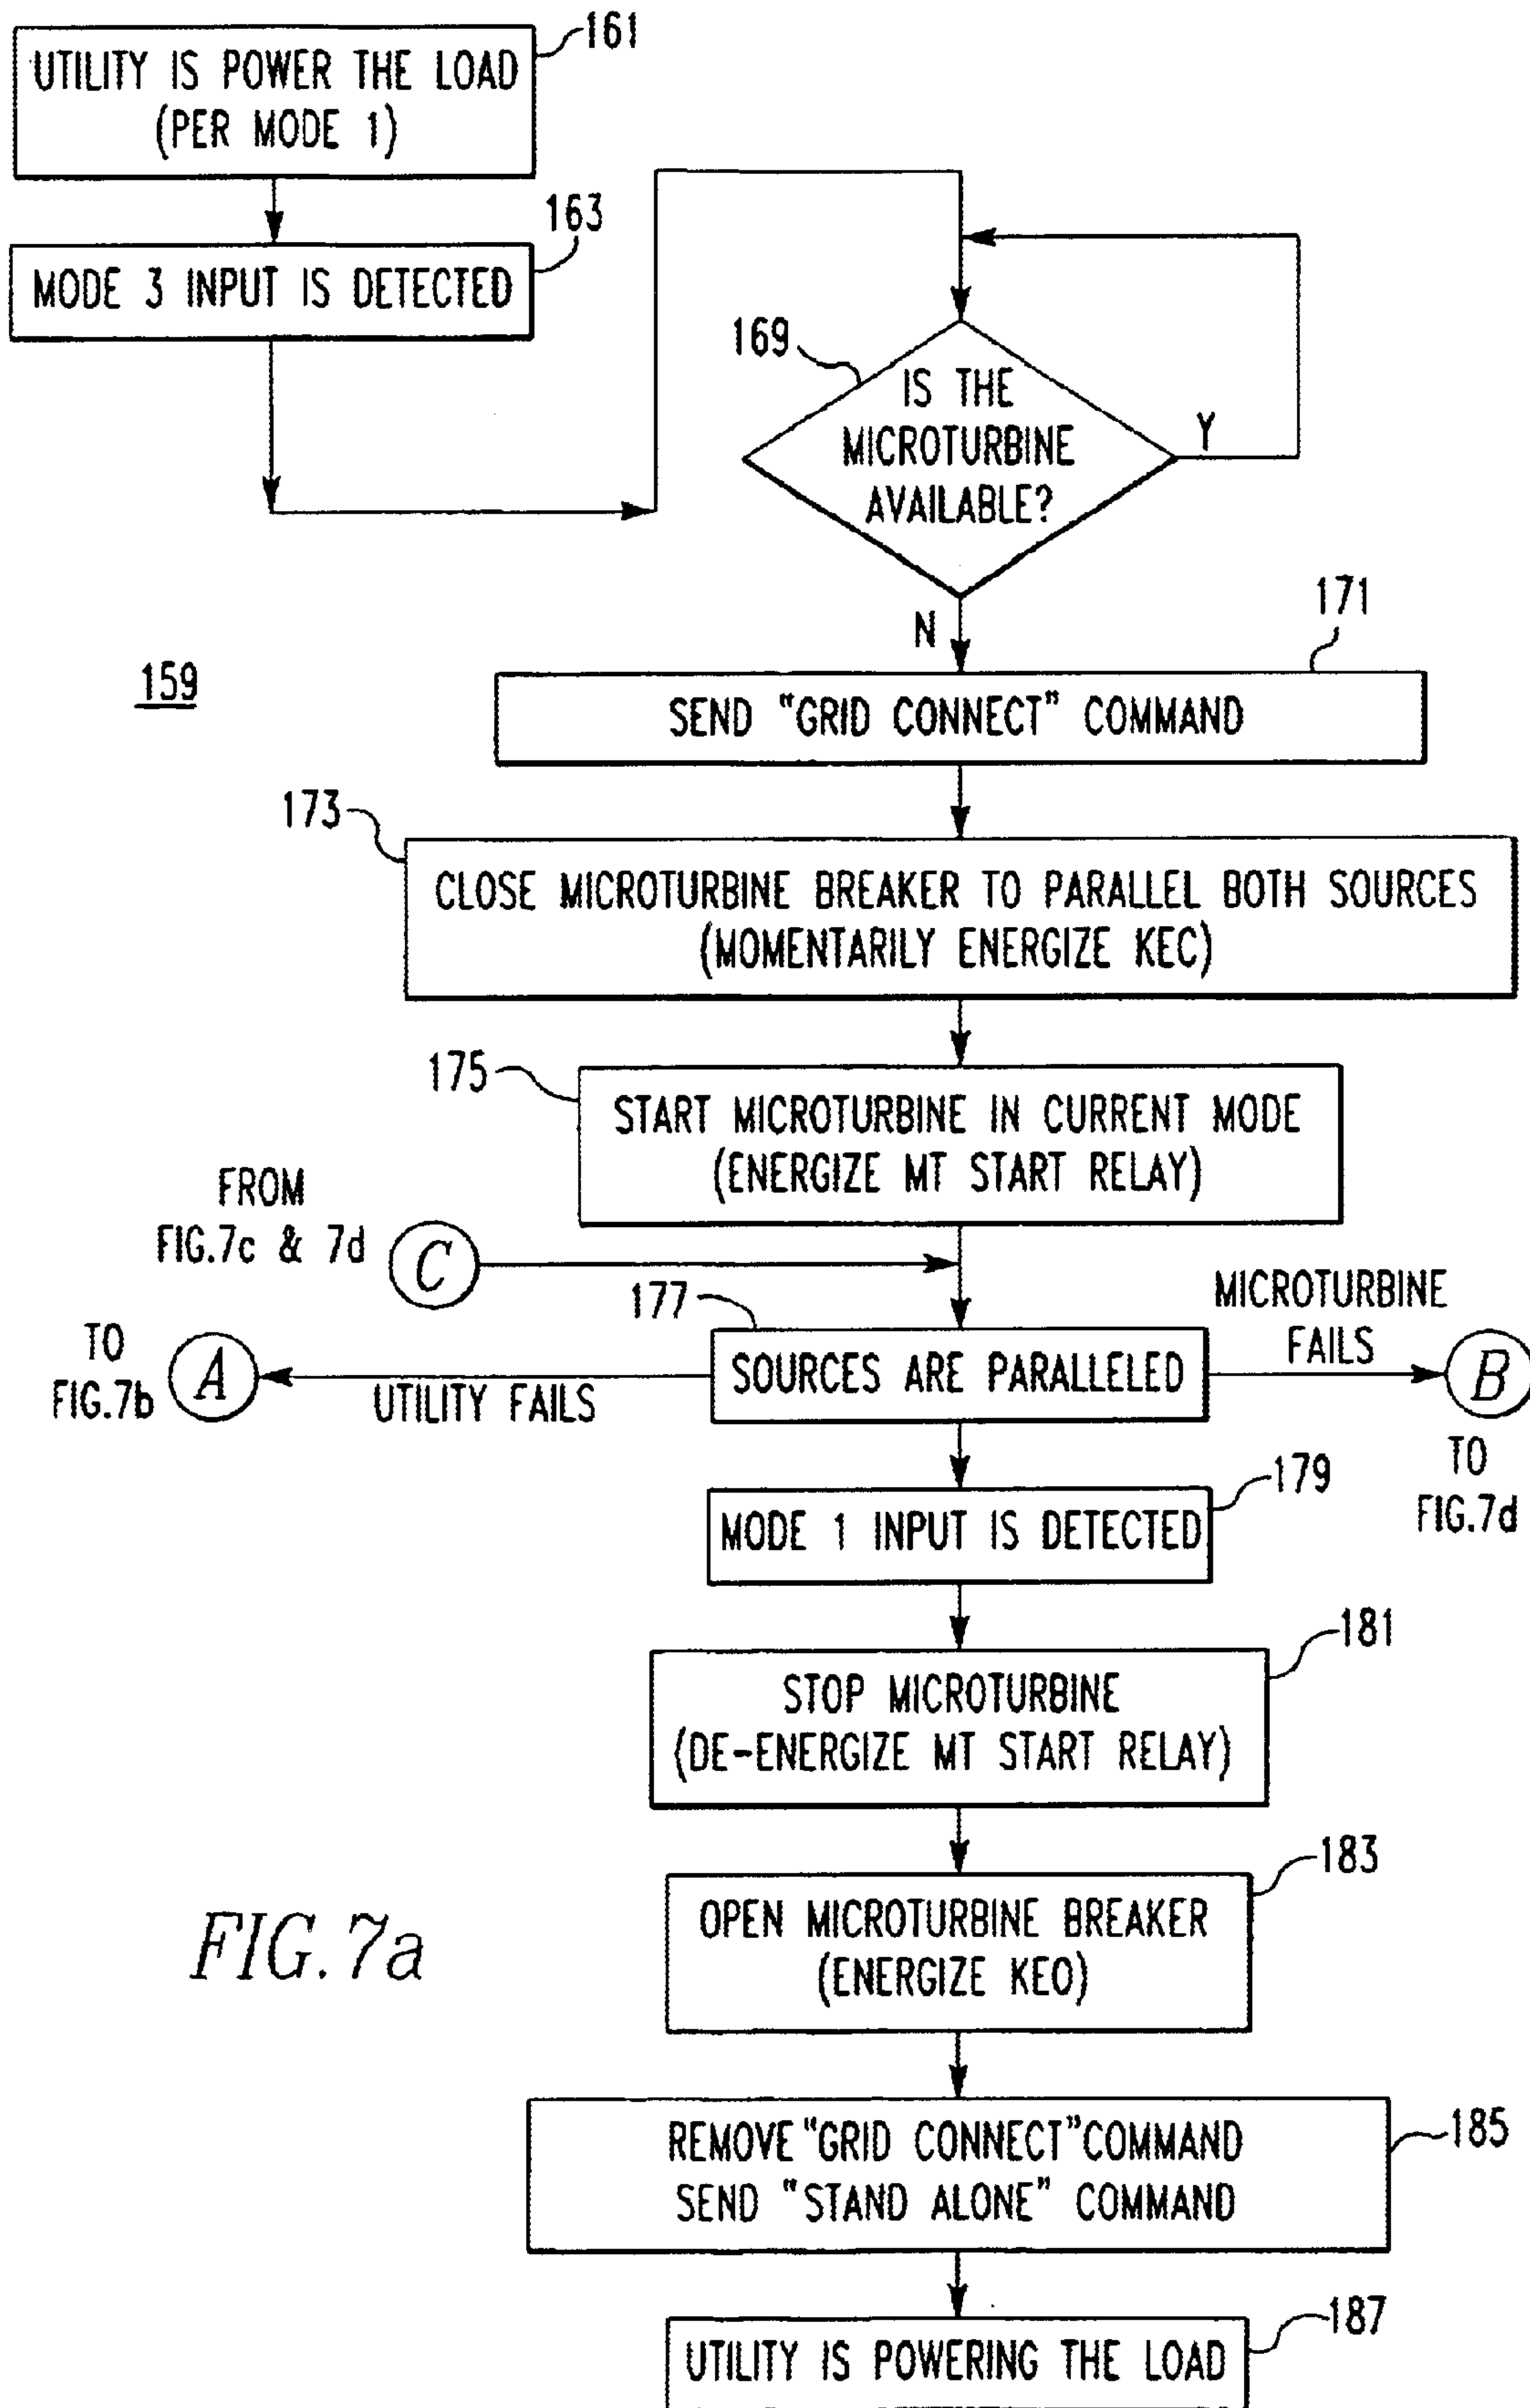 161
UTILITY IS POWER THE LOAD
(PER MODE 1)
163
MODE 3 INPUT IS DETECTED
169
IS THE
MICROTURBINE
AVAILABLE?
Y
N
159
171
SEND "GRID CONNECT" COMMAND
173
CLOSE MICROTURBINE BREAKER TO PARALLEL BOTH SOURCES
(MOMENTARILY ENERGIZE KEC)
175
START MICROTURBINE IN CURRENT MODE
(ENERGIZE MT START RELAY)
FROM
FIG.7c & 7d
C
177
MICROTURBINE
FAILS
TO
FIG.7b
A
UTILITY FAILS
SOURCES ARE PARALLELED
B
TO
FIG.7d
179
MODE 1 INPUT IS DETECTED
181
STOP MICROTURBINE
(DE-ENERGIZE MT START RELAY)
183
OPEN MICROTURBINE BREAKER
(ENERGIZE KEO)
FIG.7a
185
REMOVE "GRID CONNECT" COMMAND
SEND "STAND ALONE" COMMAND
187
UTILITY IS POWERING THE LOAD